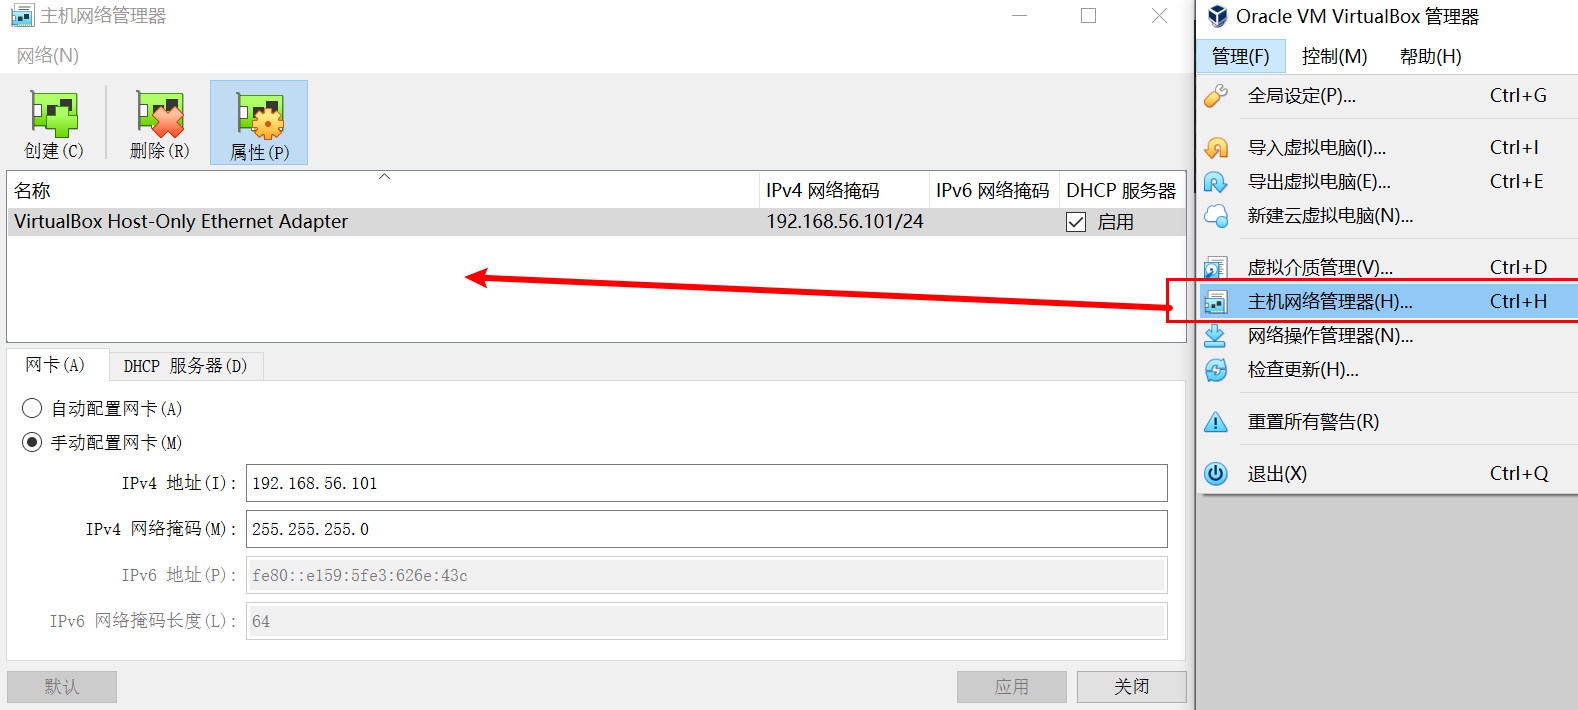 主机网络管理器
网络(N)
创建(C)
删除(R)
属性(P)
名称
IPv4 网络掩码
IPv6 网络掩码
DHCP 服务器
VirtualBox Host-Only Ethernet Adapter
192.168.56.101/24
启用
网卡(A)
DHCP 服务器(D)
自动配置网卡(A)
手动配置网卡(M)
IPv4 地址(I):
192.168.56.101
IPv4 网络掩码(M):
255.255.255.0
IPv6 地址(P):
fe80::e159:5fe3:626e:43c
IPv6 网络掩码长度(L):
64
默认
应用
关闭
Oracle VM VirtualBox 管理器
管理(F)
控制(M)
帮助(H)
全局设定(P)... Ctrl+G
导入虚拟电脑(I)... Ctrl+I
导出虚拟电脑(E)... Ctrl+E
新建云虚拟电脑(N)...
虚拟介质管理(V)... Ctrl+D
主机网络管理器(H)... Ctrl+H
网络操作管理器(N)...
检查更新(H)...
重置所有警告(R)
退出(X) Ctrl+Q